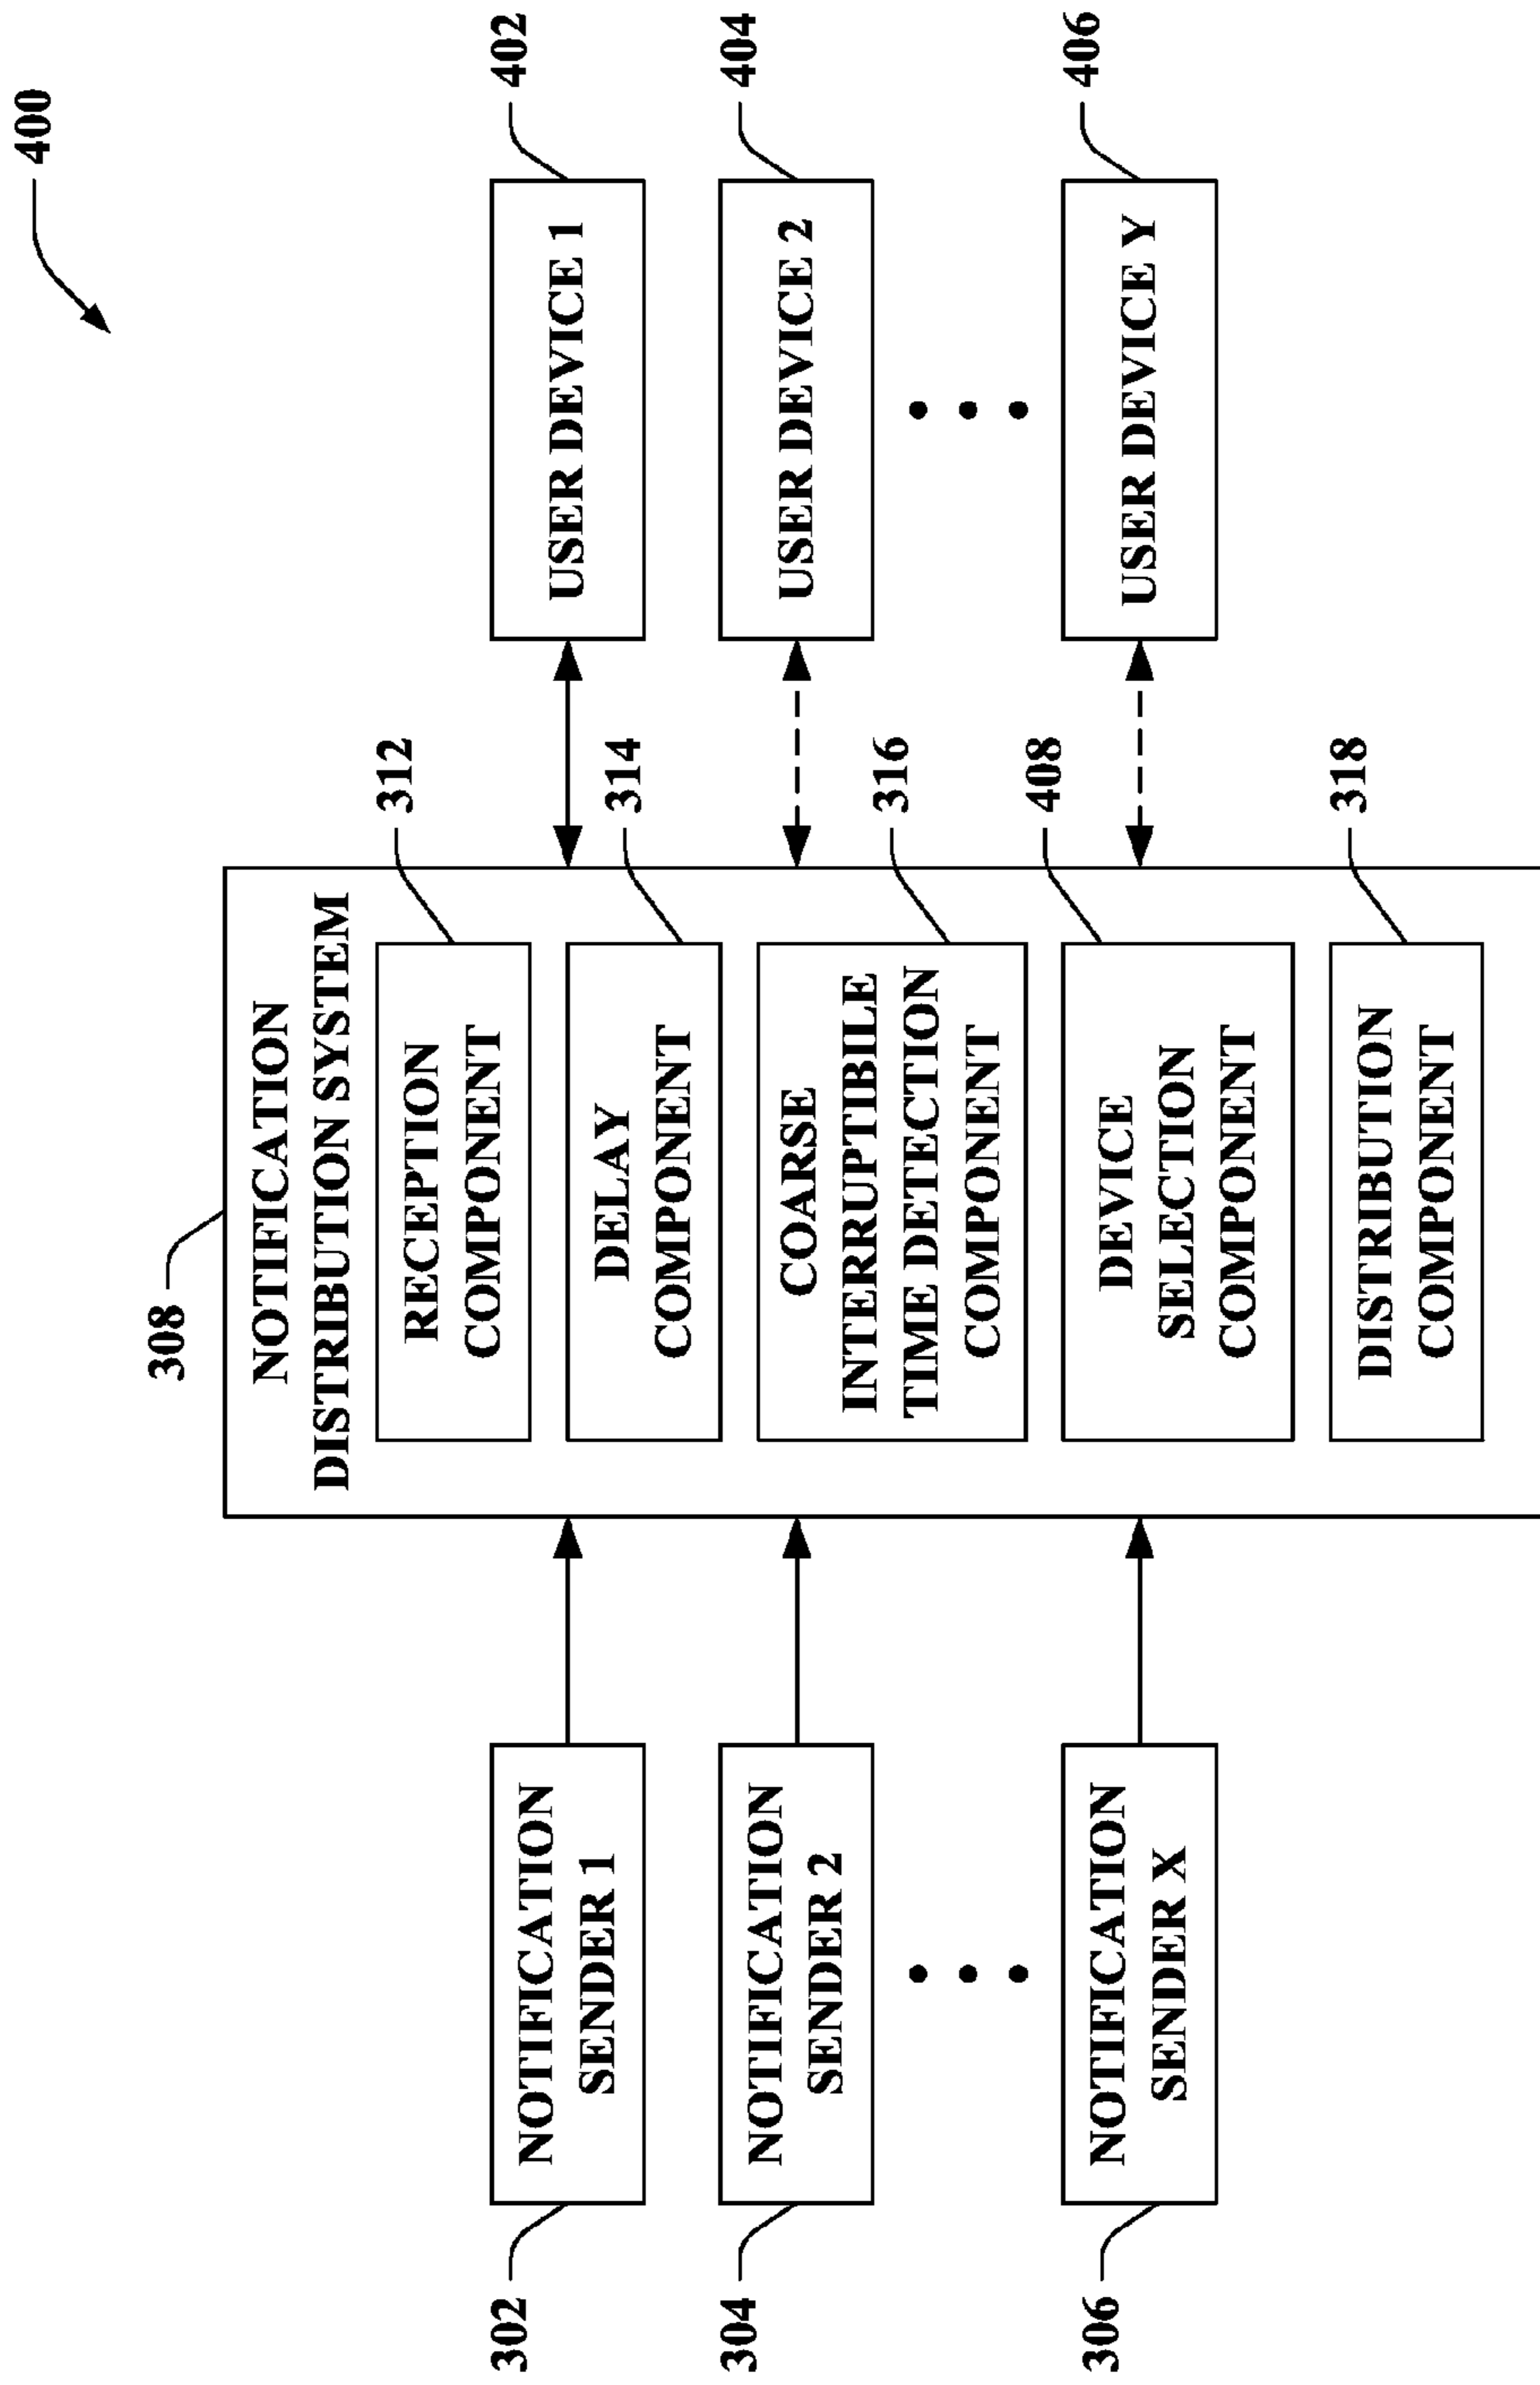 400
308
NOTIFICATION
DISTRIBUTION SYSTEM
302
NOTIFICATION
SENDER 1
304
NOTIFICATION
SENDER 2
306
NOTIFICATION
SENDER X
RECEPTION
COMPONENT
312
DELAY
COMPONENT
314
COARSE
INTERRUPTIBILE
TIME DETECTION
COMPONENT
316
DEVICE
SELECTION
COMPONENT
408
DISTRIBUTION
COMPONENT
318
USER DEVICE 1
402
USER DEVICE 2
404
USER DEVICE Y
406